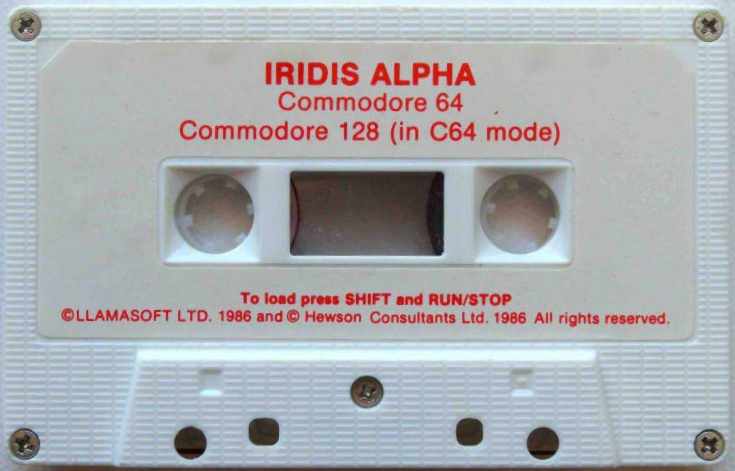 IRIDIS ALPHA
Commodore 64
Commodore 128 (in C64 mode)
To load press SHIFT and RUN/STOP
©LLAMASOFT LTD. 1986 and © Hewson Consultants Ltd. 1986 All rights reserved.